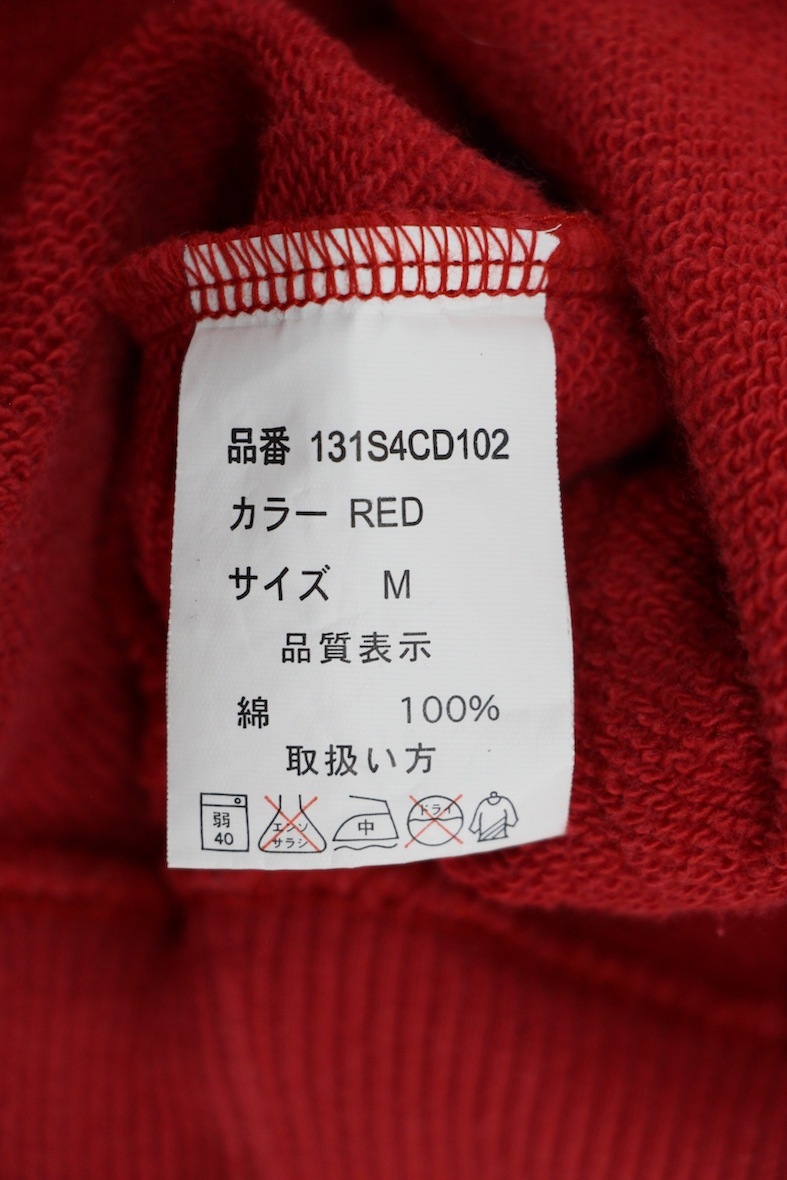 品番 131S4CD102
カラー RED
サイズ M
品質表示
綿 100%
取扱い方
弱
40
エンソ
サラシ
中
ドライ